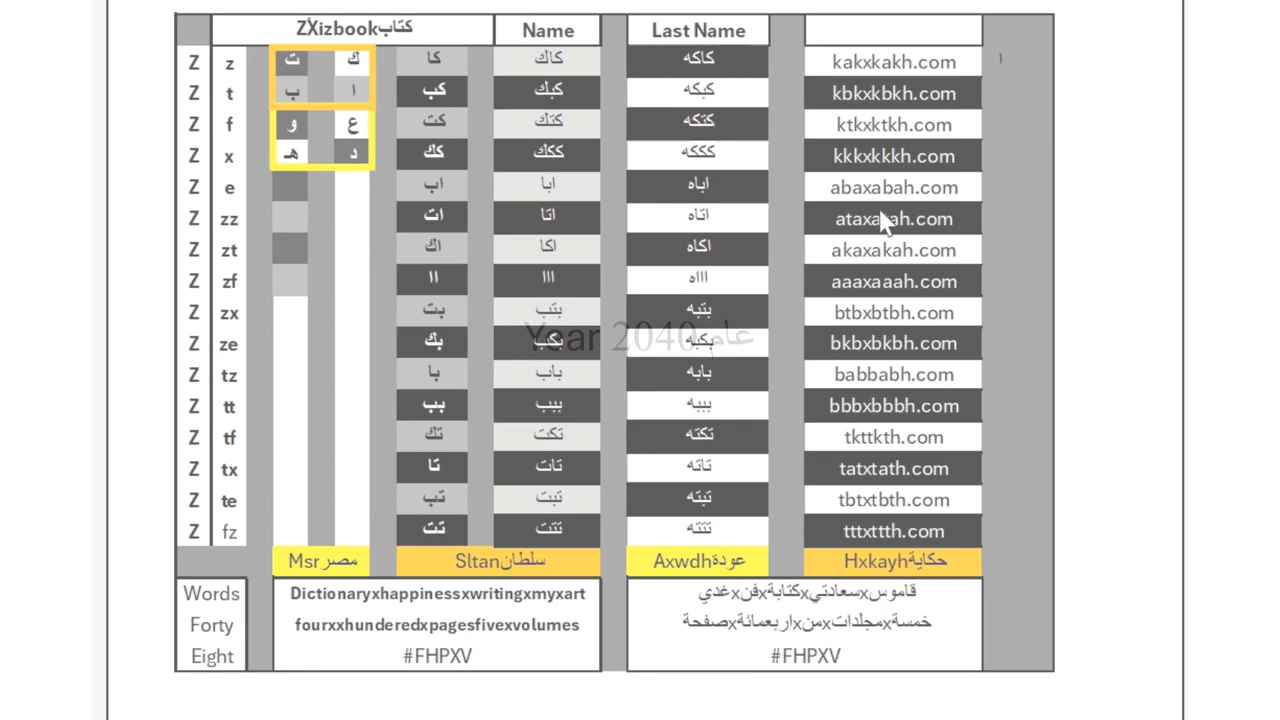 ZXizbookكتاب Name Last Name
Z z ت ك كا كاك كاكه kakxkakh.com ا
Z t ب ا كب كبك كبكه kbkxkbkh.com
Z f و ع كت كتك كتكه ktkxktkh.com
Z x هـ د كك ككك كككه kkkxkkkh.com
Z e اب ابا اباه abaxabah.com
Z zz ات اتا اتاه
Z zt اك اكا اكاه akaxakah.com
Z zf اا ااا اااه aaaxaaah.com
Z zx بت بتب بتبه btbxbtbh.com
Z ze بك بكب بكبه bkbxbkbh.com
Z tz با باب بابه babbabh.com
Z tt بب ببب بببه bbbxbbbh.com
Z tf تك تكت تكته tkttkth.com
Z tx تا تات تاته tatxtath.com
Z te تب تبت تبته tbtxtbth.com
Z fz تت تتت تتته tttxttth.com
Year 2040 عام
Msrمصر Sltanسلطان Axwdhعودة Hxkayhحكاية
Words Dictionaryxhappinessxwritingxmyxart قاموسxسعادتيxكتابةxفنxغدي
Forty fourxxhundredxpagesfivexvolumes خمسةxمجلداتxمنxاربعمائةxصفحة
Eight #FHPXV #FHPXV